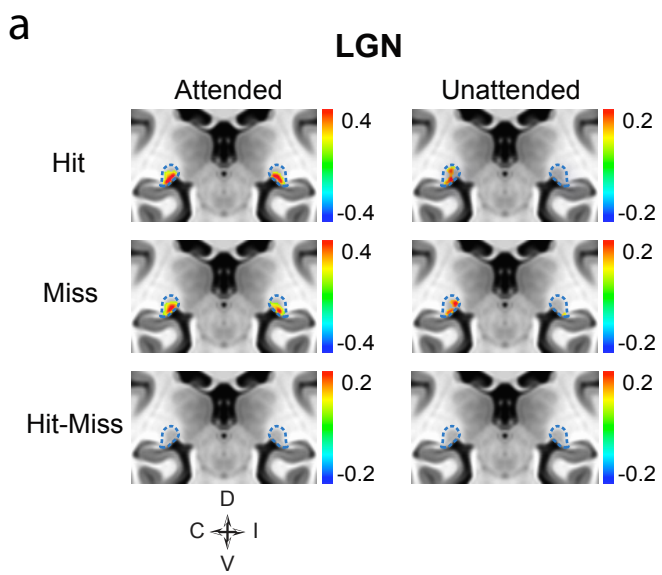 a
LGN
Attended Unattended
Hit
0.4
-0.4
0.2
-0.2
Miss
0.4
-0.4
0.2
-0.2
Hit-Miss
0.2
-0.2
0.2
-0.2
D
C I
V